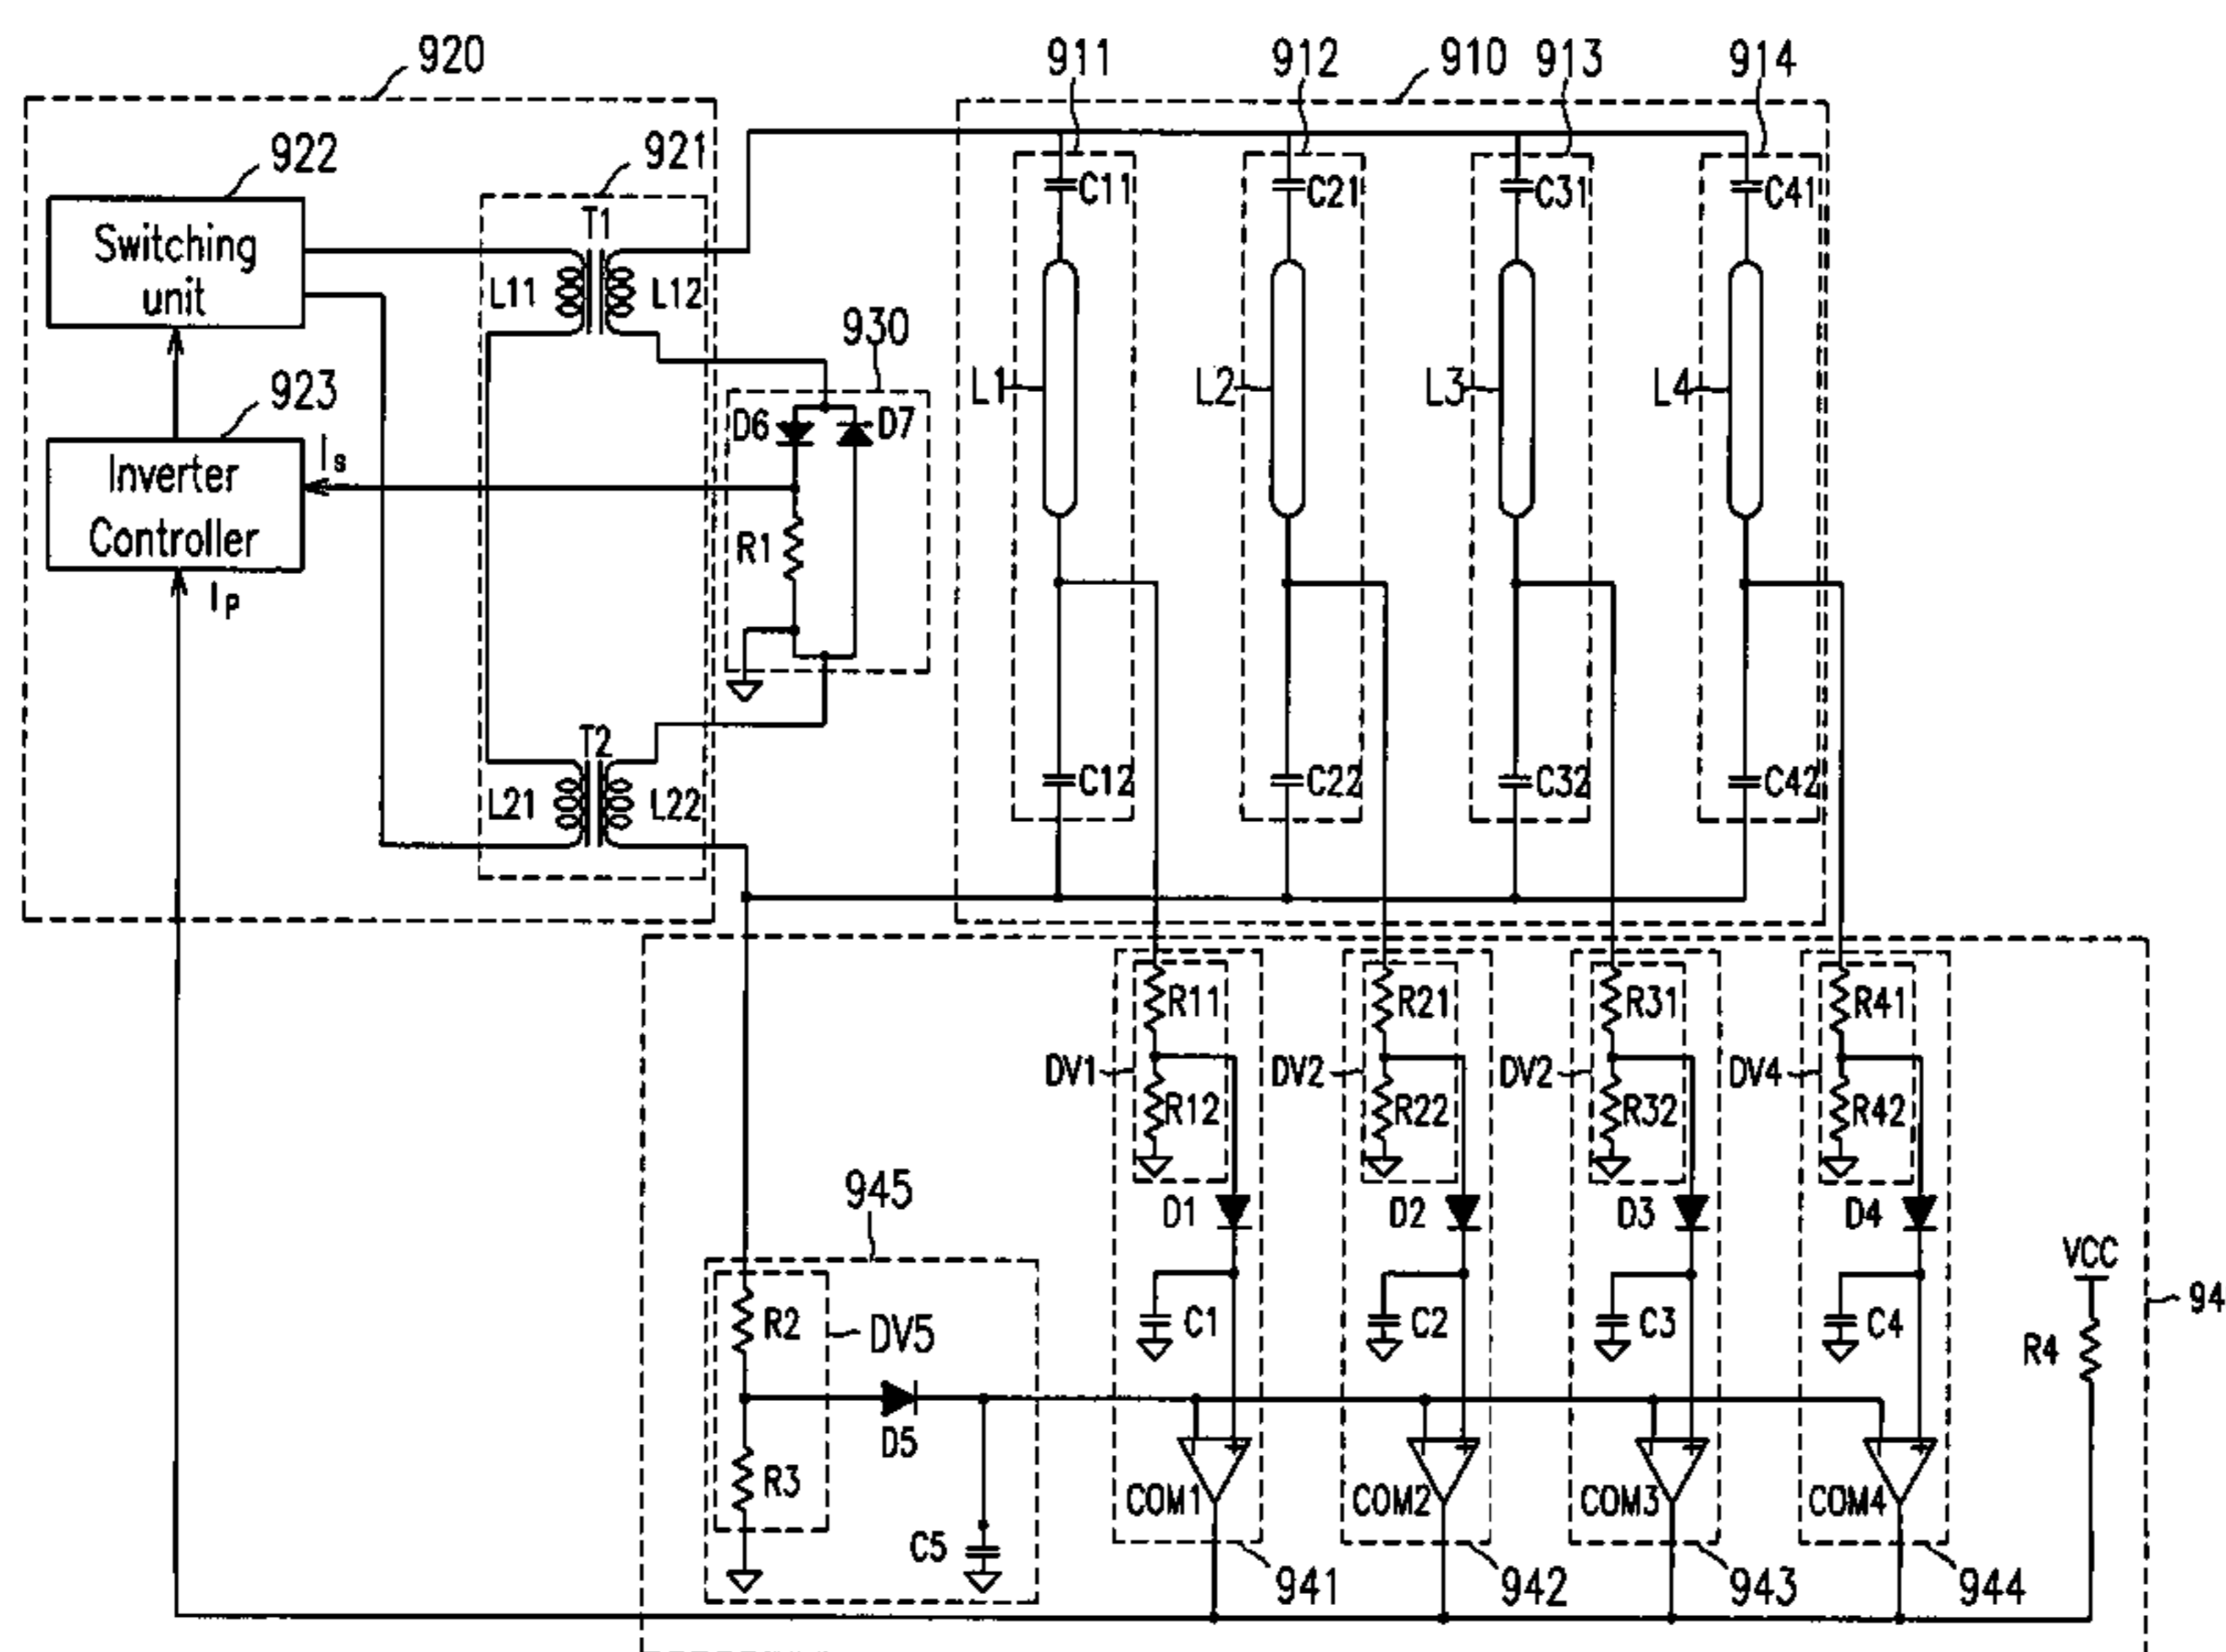 920
911
912
910
913
914
922
921
T1
C11
C21
C31
C41
Switching
unit
L11
L12
930
923
L1
L2
L3
L4
D6
D7
Is
Inverter
Controller
R1
Ip
T2
L21
L22
C12
C22
C32
C42
R11
R21
R31
R41
DV1
DV2
DV2
DV4
R12
R22
R32
R42
945
D1
D2
D3
D4
VCC
94
R2
DV5
C1
C2
C3
C4
R4
D5
R3
COM1
COM2
COM3
COM4
+
+
+
+
C5
941
942
943
944